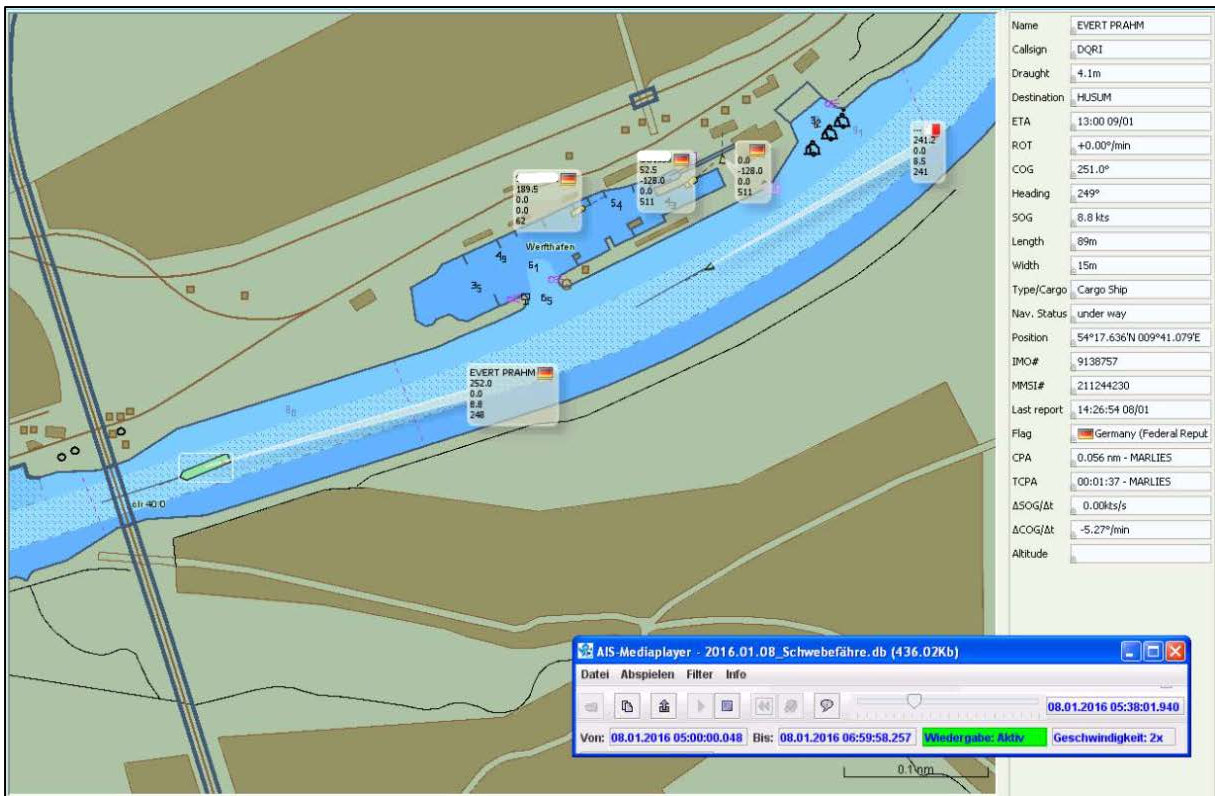 189.5
0.0
0.0
62
52.5
-128.0
0.0
511
0.0
-128.0
0.0
511
241.2
0.0
8.5
241
Werfthafen
EVERT PRAHM
252.0
0.0
8.8
248
clr 40.0
Name EVERT PRAHM
Callsign DQRI
Draught 4.1m
Destination HUSUM
ETA 13:00 09/01
ROT +0.00°/min
COG 251.0°
Heading 249°
SOG 8.8 kts
Length 89m
Width 15m
Type/Cargo Cargo Ship
Nav. Status under way
Position 54°17.636'N 009°41.079'E
IMO# 9138757
MMSI# 211244230
Last report 14:26:54 08/01
Flag Germany (Federal Reput
CPA 0.056 nm - MARLIES
TCPA 00:01:37 - MARLIES
ΔSOG/Δt 0.00kts/s
ΔCOG/Δt -5.27°/min
Altitude
AIS-Mediaplayer - 2016.01.08_Schwebefähre.db (436.02Kb)
Datei Abspielen Filter Info
08.01.2016 05:38:01.940
Von: 08.01.2016 05:00:00.048 Bis: 08.01.2016 06:59:58.257 Wiedergabe: Aktiv Geschwindigkeit: 2x
0.1 nm